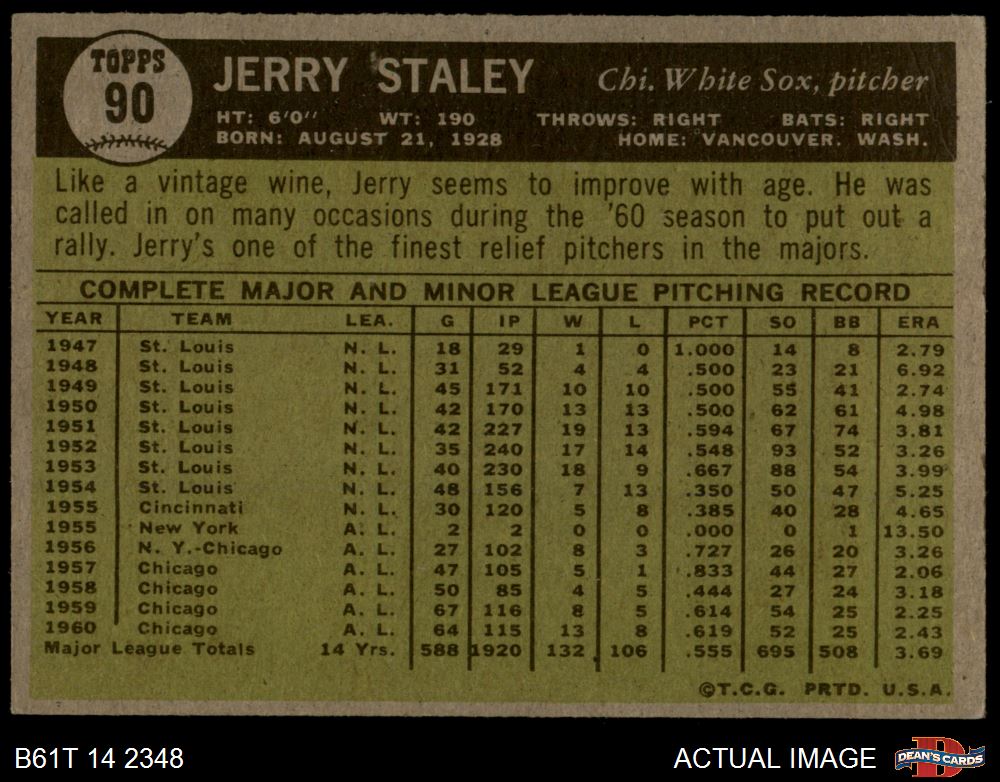 TOPPS
90
JERRY STALEY Chi. White Sox, pitcher
HT: 6'0" WT: 190 THROWS: RIGHT BATS: RIGHT
BORN: AUGUST 21, 1928 HOME: VANCOUVER. WASH.
Like a vintage wine, Jerry seems to improve with age. He was
called in on many occasions during the '60 season to put out a
rally. Jerry's one of the finest relief pitchers in the majors.
COMPLETE MAJOR AND MINOR LEAGUE PITCHING RECORD
YEAR TEAM LEA. G IP W L PCT SO BB ERA
1947 St. Louis N. L. 18 29 1 0 1.000 14 8 2.79
1948 St. Louis N. L. 31 52 4 4 .500 23 21 6.92
1949 St. Louis N. L. 45 171 10 10 .500 55 41 2.74
1950 St. Louis N. L. 42 170 13 13 .500 62 61 4.98
1951 St. Louis N. L. 42 227 19 13 .594 67 74 3.81
1952 St. Louis N. L. 35 240 17 14 .548 93 52 3.26
1953 St. Louis N. L. 40 230 18 9 .667 88 54 3.99
1954 St. Louis N. L. 48 156 7 13 .350 50 47 5.25
1955 Cincinnati N. L. 30 120 5 8 .385 40 28 4.65
1955 New York A. L. 2 2 0 0 .000 0 1 13.50
1956 N. Y.-Chicago A. L. 27 102 8 3 .727 26 20 3.26
1957 Chicago A. L. 47 105 5 1 .833 44 27 2.06
1958 Chicago A. L. 50 85 4 5 .444 27 24 3.18
1959 Chicago A. L. 67 116 8 5 .614 54 25 2.25
1960 Chicago A. L. 64 115 13 8 .619 52 25 2.43
Major League Totals 14 Yrs. 588 1920 132 106 .555 695 508 3.69
©T.C.G. PRTD. U.S.A.
B61T 14 2348 ACTUAL IMAGE DEAN'S CARDS